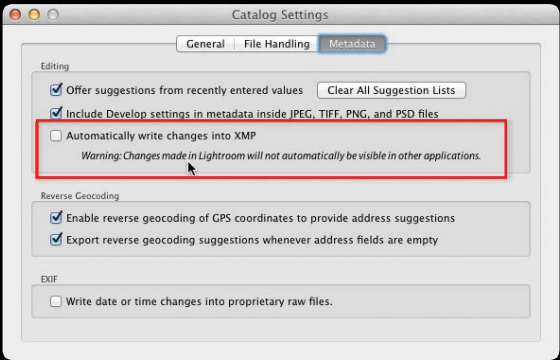 Catalog Settings
General File Handling Metadata
Editing
Offer suggestions from recently entered values Clear All Suggestion Lists
Include Develop settings in metadata inside JPEG, TIFF, PNG, and PSD files
Automatically write changes into XMP
Warning: Changes made in Lightroom will not automatically be visible in other applications.
Reverse Geocoding
Enable reverse geocoding of GPS coordinates to provide address suggestions
Export reverse geocoding suggestions whenever address fields are empty
EXIF
Write date or time changes into proprietary raw files.